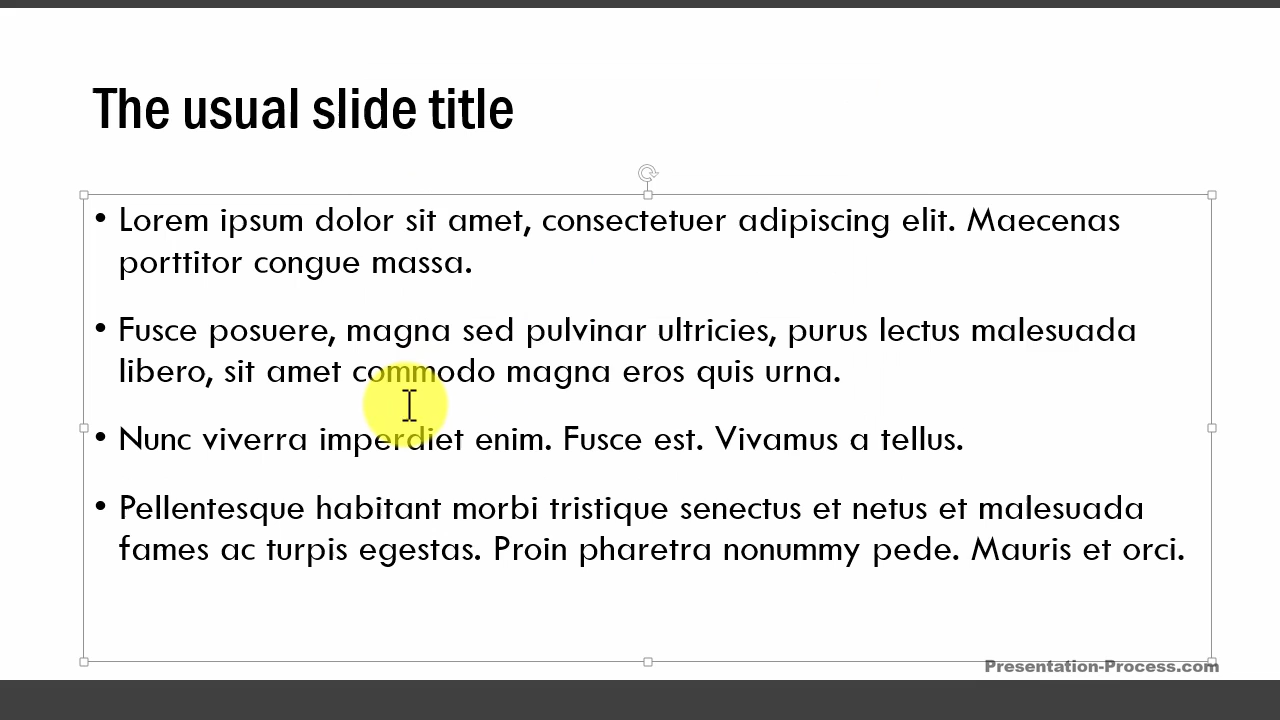 The usual slide title
• Lorem ipsum dolor sit amet, consectetuer adipiscing elit. Maecenas
porttitor congue massa.
• Fusce posuere, magna sed pulvinar ultricies, purus lectus malesuada
libero, sit amet commodo magna eros quis urna.
• Nunc viverra imperdiet enim. Fusce est. Vivamus a tellus.
• Pellentesque habitant morbi tristique senectus et netus et malesuada
fames ac turpis egestas. Proin pharetra nonummy pede. Mauris et orci.
Presentation-Process.com